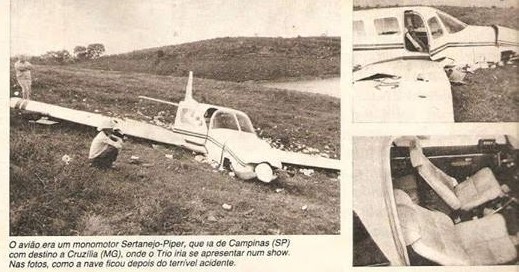 O avião era um monomotor Sertanejo-Piper, que ia de Campinas (SP)
com destino a Cruzília (MG), onde o Trio iria se apresentar num show.
Nas fotos, como a nave ficou depois do terrível acidente.